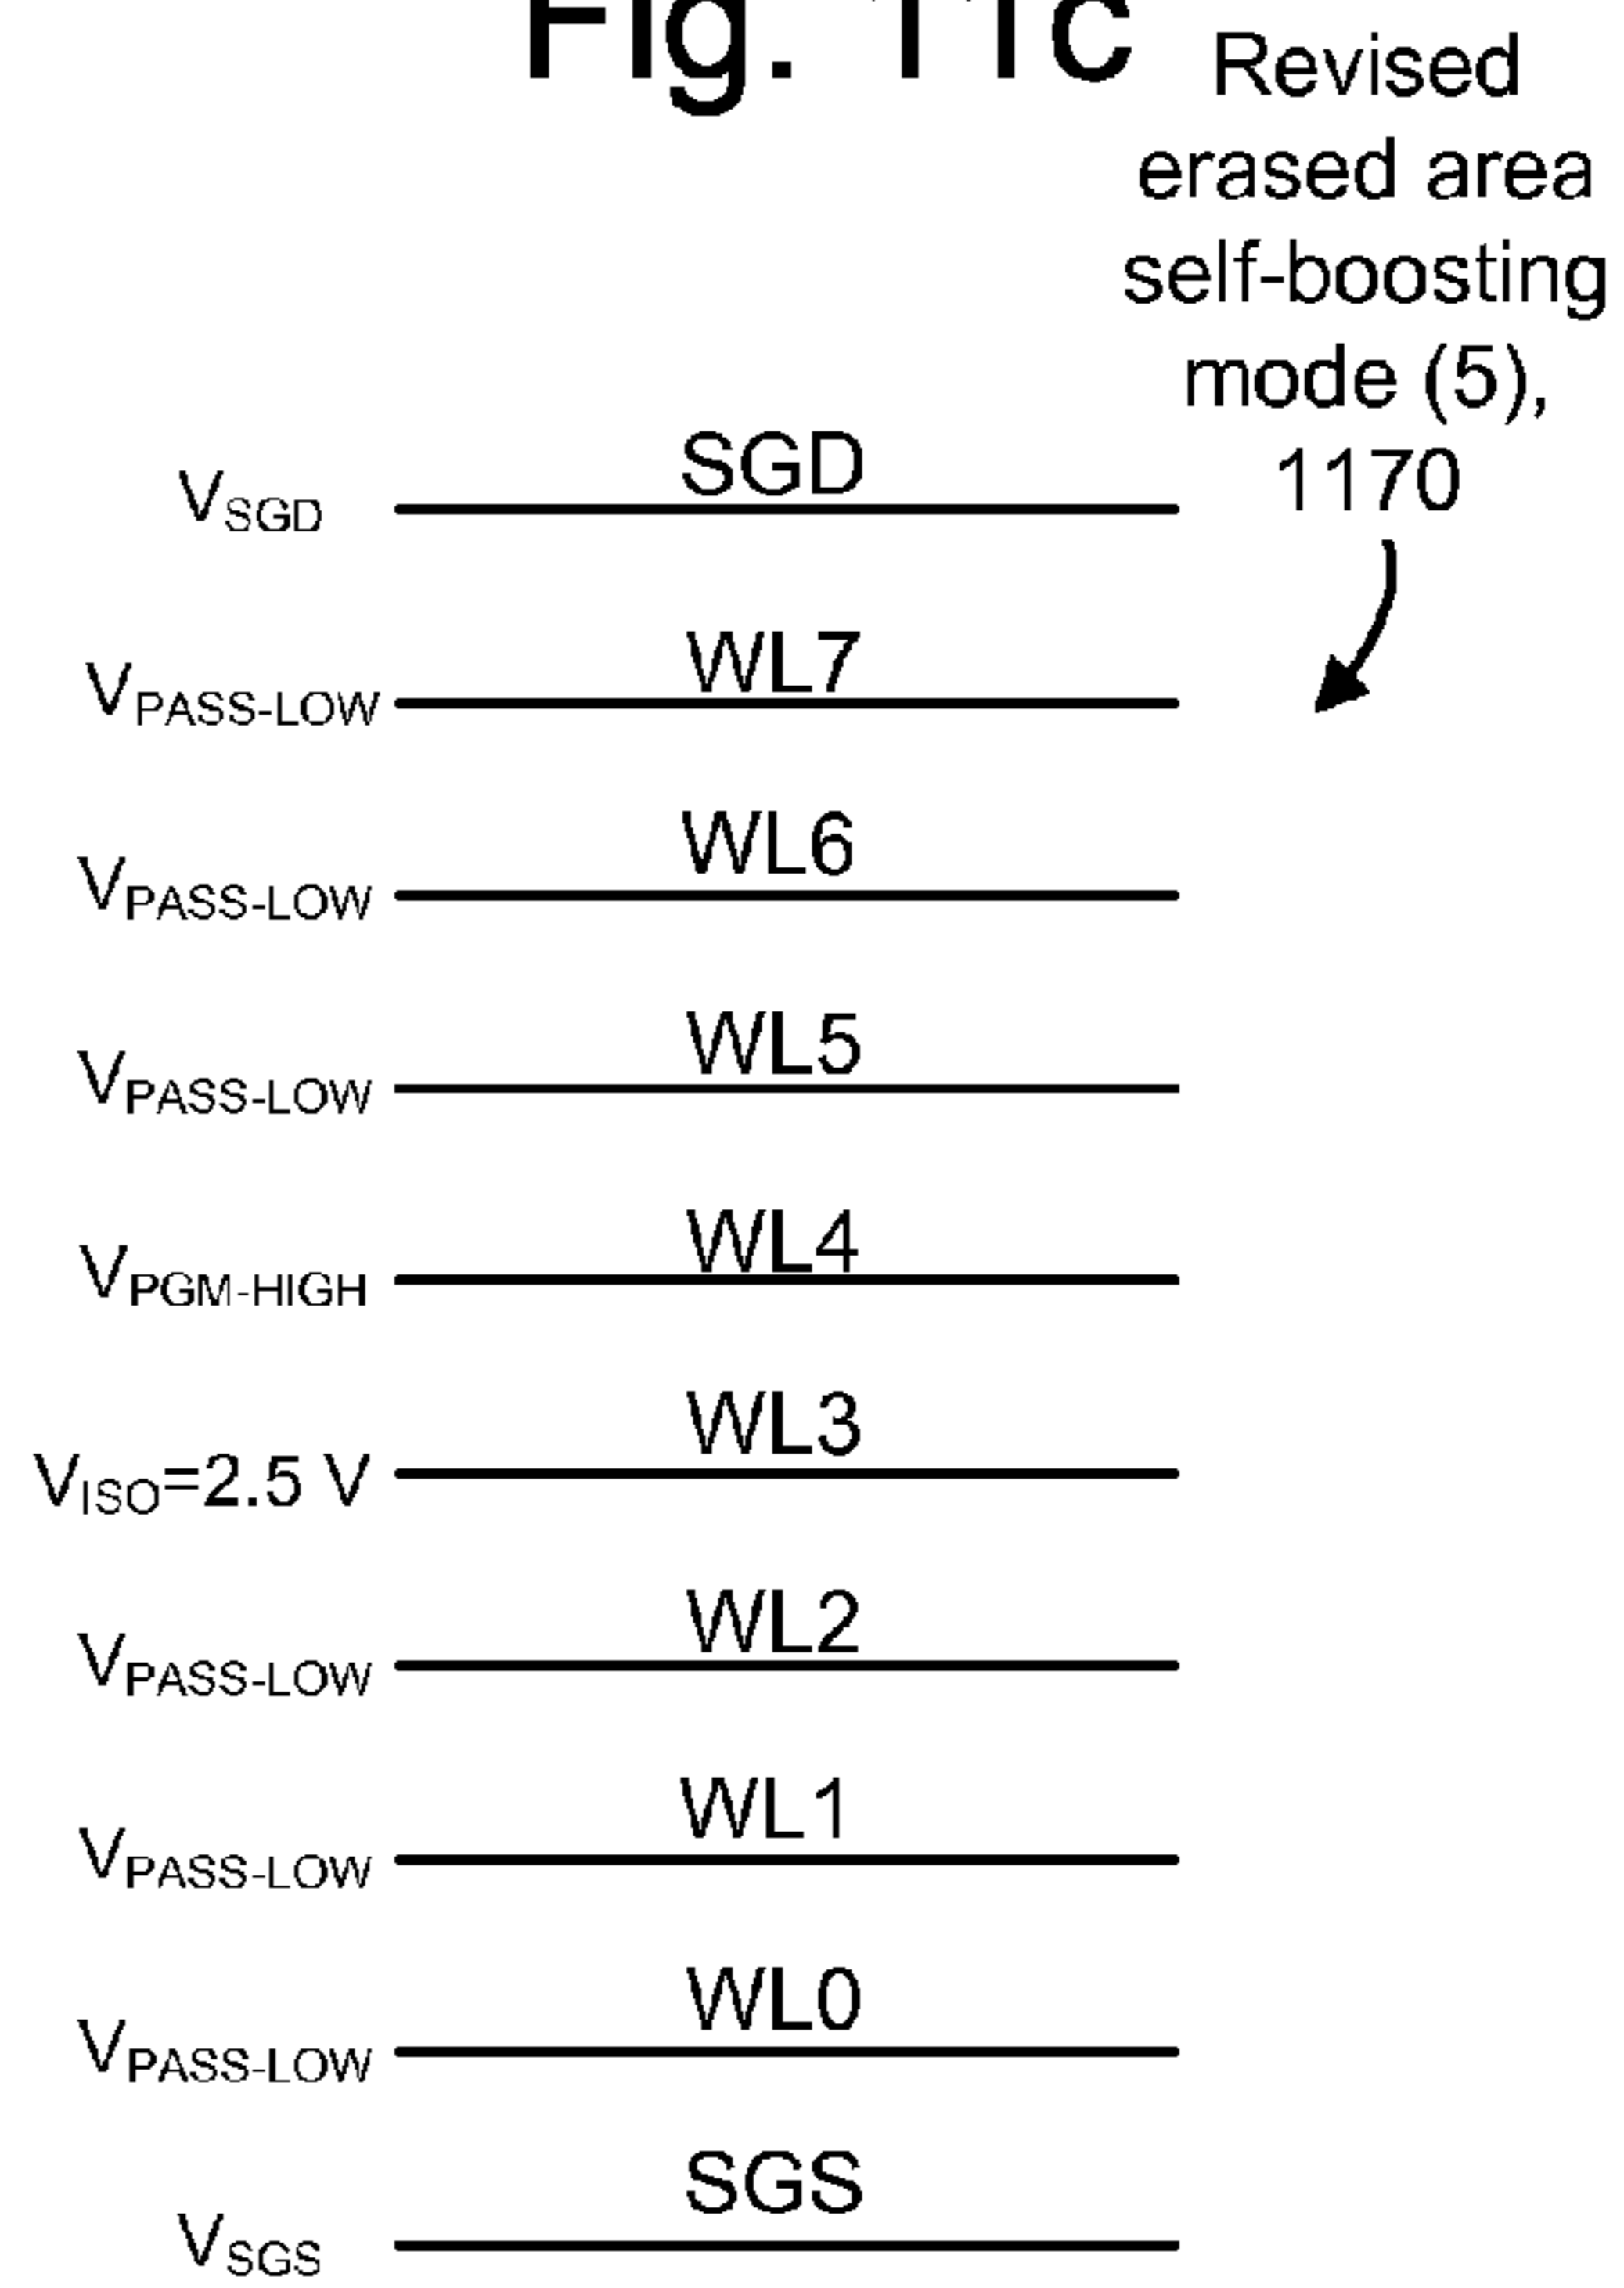 Fig. 11c
Revised
erased area
self-boosting
mode (5),
1170
VSGD SGD
VPASS-LOW WL7
VPASS-LOW WL6
VPASS-LOW WL5
VPGM-HIGH WL4
VISO=2.5 V WL3
VPASS-LOW WL2
VPASS-LOW WL1
VPASS-LOW WL0
VSGS SGS